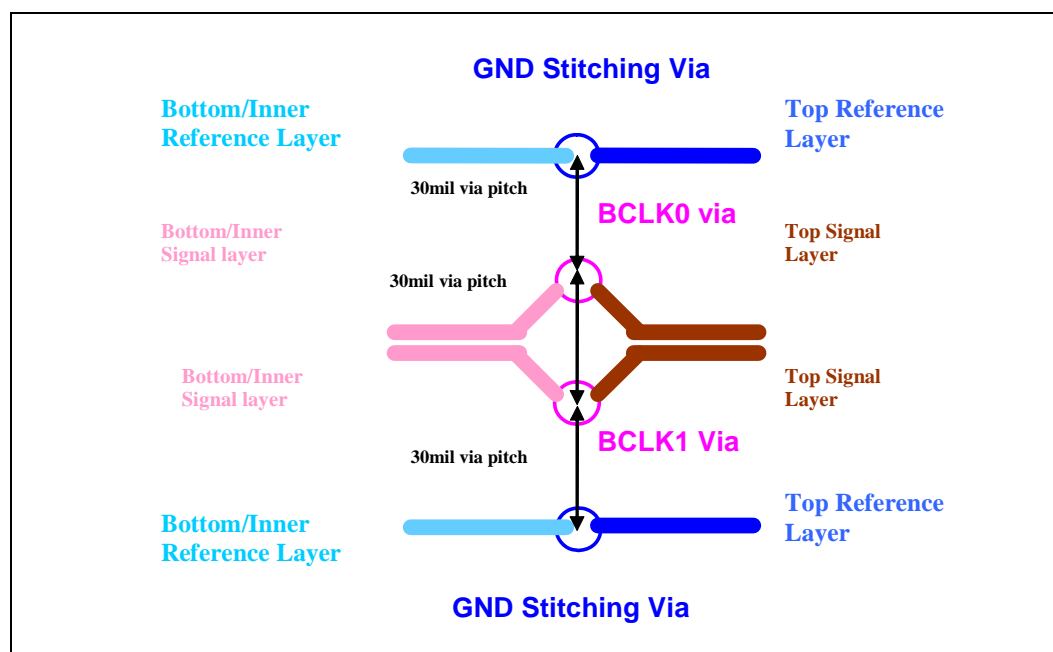 GND Stitching Via
Bottom/Inner
Reference Layer
Top Reference
Layer
30mil via pitch
BCLK0 via
Bottom/Inner
Signal layer
Top Signal
Layer
30mil via pitch
Bottom/Inner
Signal layer
Top Signal
Layer
BCLK1 Via
30mil via pitch
Bottom/Inner
Reference Layer
Top Reference
Layer
GND Stitching Via